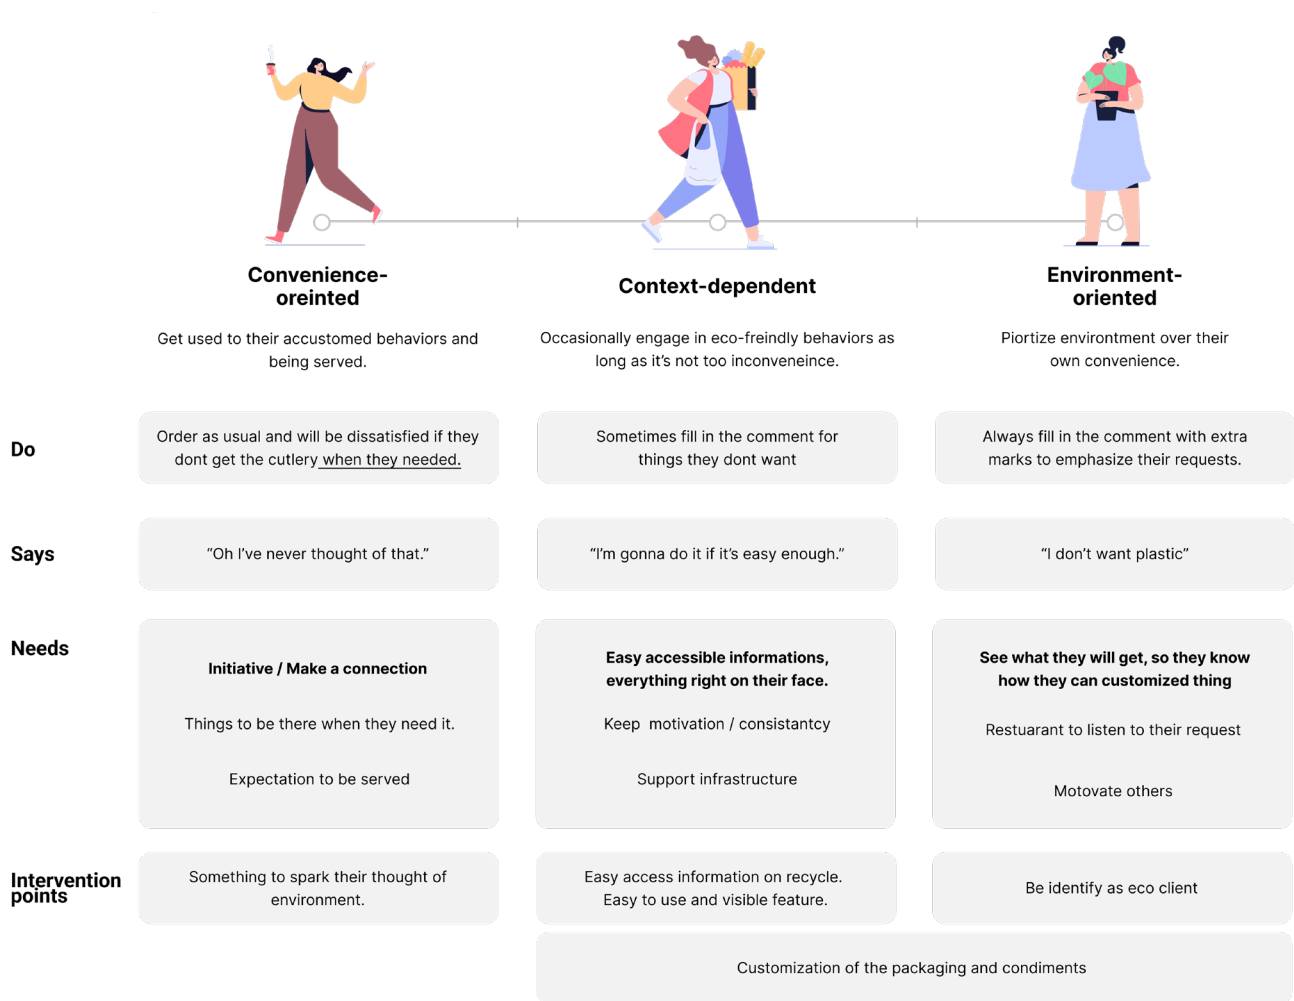 Convenience-
oreinted
Context-dependent
Environment-
oriented
Get used to their accustomed behaviors and
being served.
Occasionally engage in eco-freindly behaviors as
long as it's not too inconveneince.
Piortize environtment over their
own convenience.
Do
Order as usual and will be dissatisfied if they
dont get the cutlery when they needed.
Sometimes fill in the comment for
things they dont want
Always fill in the comment with extra
marks to emphasize their requests.
Says
“Oh I've never thought of that.”
“I'm gonna do it if it's easy enough.”
“I don't want plastic”
Needs
Initiative / Make a connection
Things to be there when they need it.
Expectation to be served
Easy accessible informations,
everything right on their face.
Keep motivation / consistantcy
Support infrastructure
See what they will get, so they know
how they can customized thing
Restuarant to listen to their request
Motovate others
Intervention
points
Something to spark their thought of
environment.
Easy access information on recycle.
Easy to use and visible feature.
Be identify as eco client
Customization of the packaging and condiments